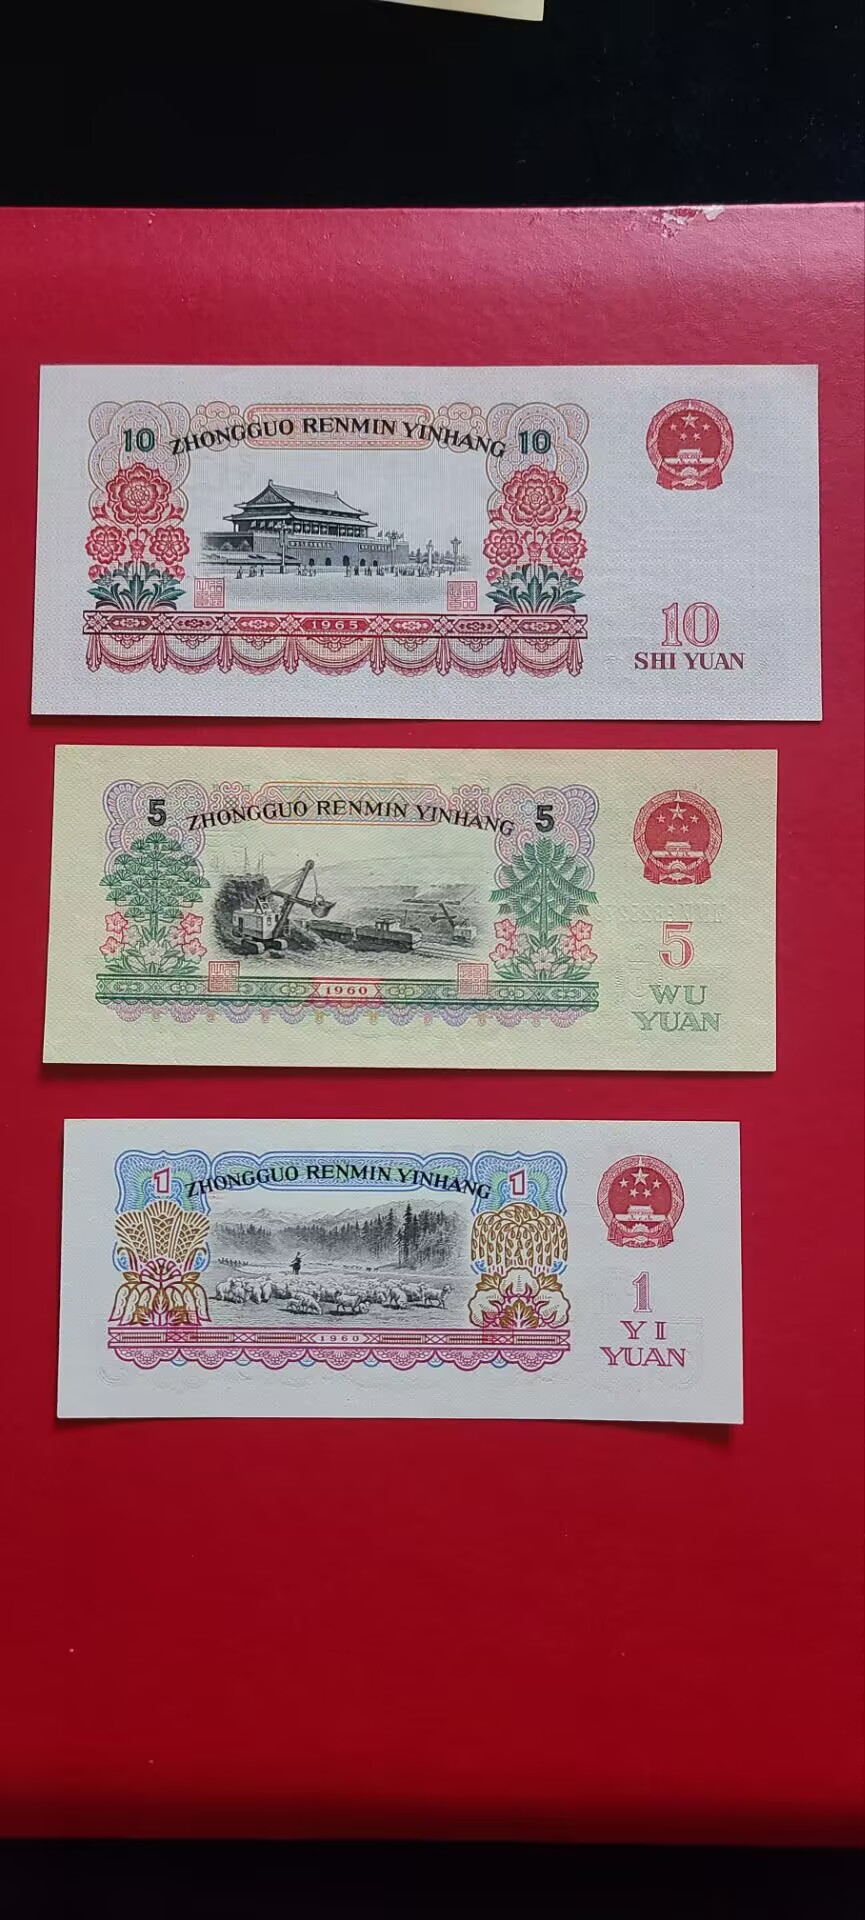 10 ZHONGGUO RENMIN YINHANG 10
1965
10
SHI YUAN
5 ZHONGGUO RENMIN YINHANG 5
1960
5
WU
YUAN
1 ZHONGGUO RENMIN YINHANG 1
1960
1
YI
YUAN